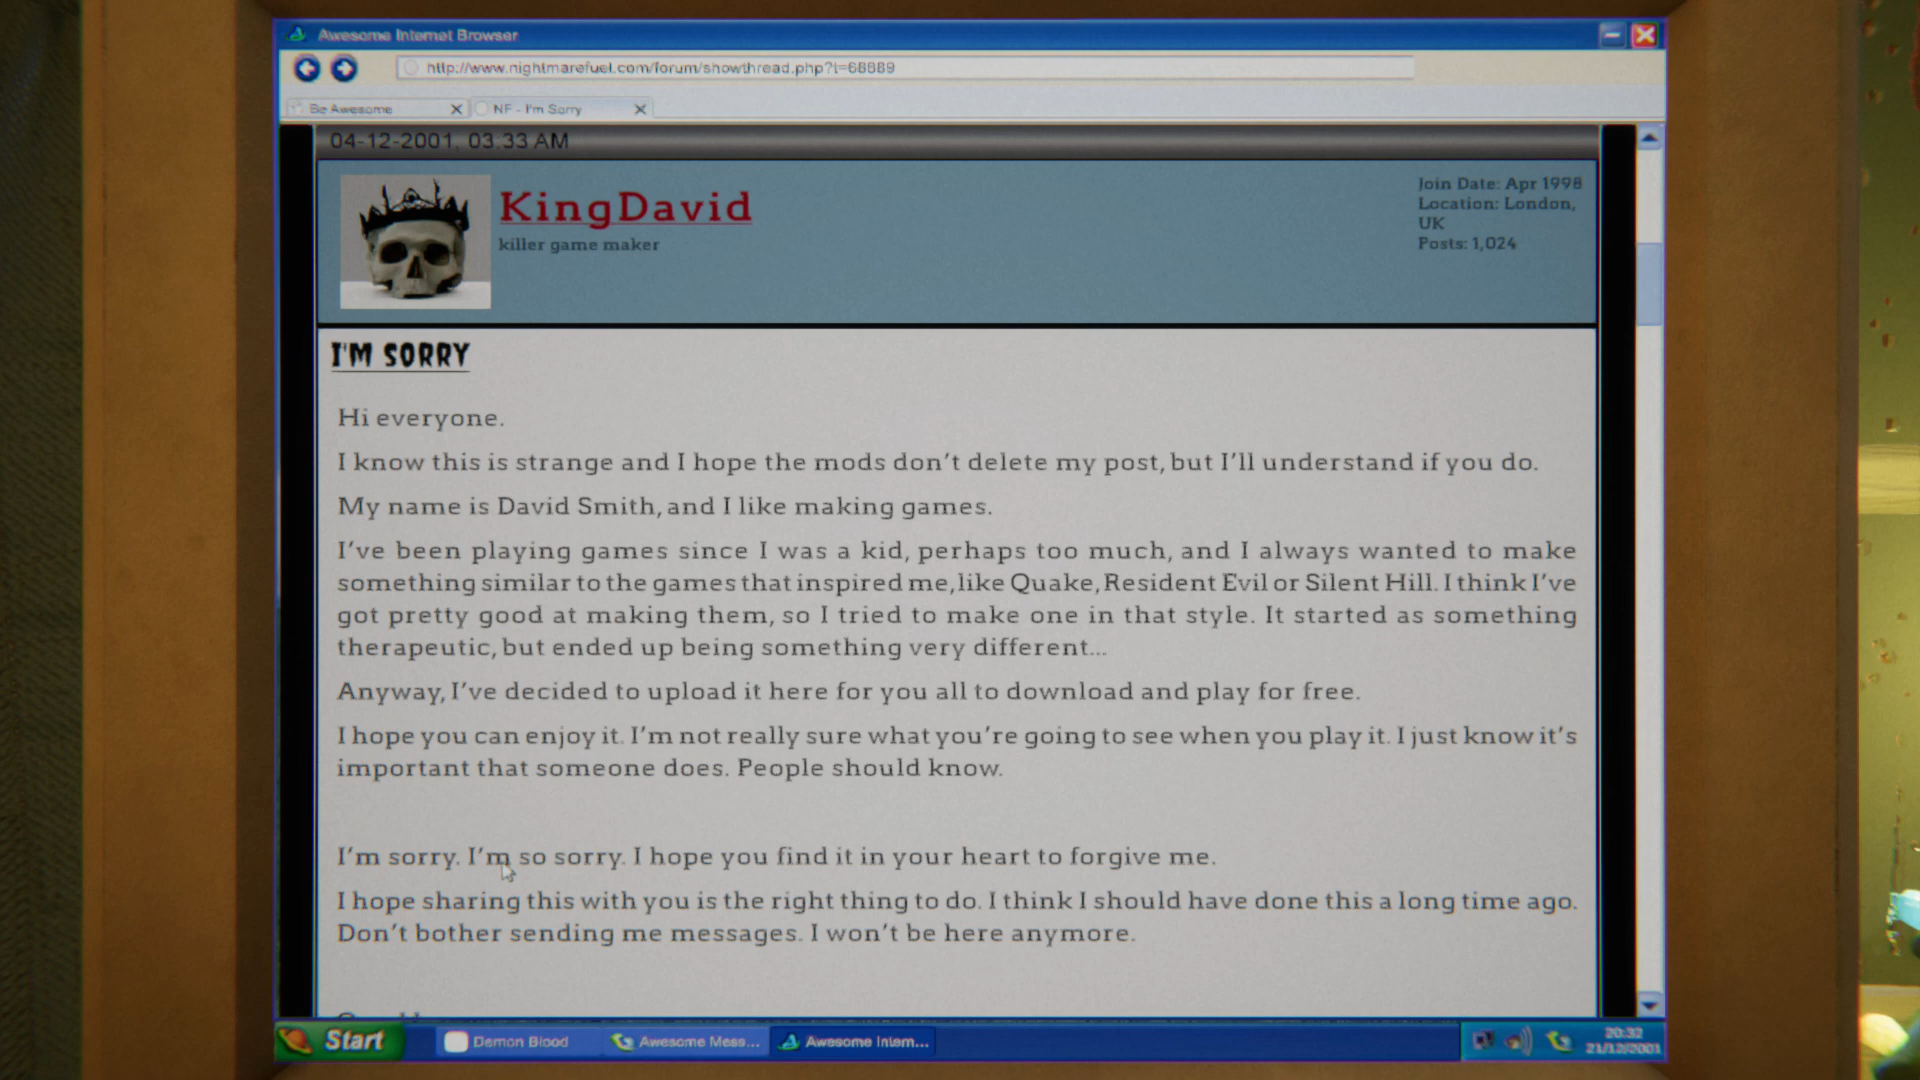 Awesome Internet Browser
http://www.nightmarefuel.com/forum/showthread.php?t=68889
Be Awesome
NF - I'm Sorry
04-12-2001, 03.33 AM
KingDavid
killer game maker
Join Date: Apr 1998
Location: London,
UK
Posts: 1,024
I'M SORRY
Hi everyone.
I know this is strange and I hope the mods don't delete my post, but I'll understand if you do.
My name is David Smith, and I like making games.
I've been playing games since I was a kid, perhaps too much, and I always wanted to make
something similar to the games that inspired me, like Quake, Resident Evil or Silent Hill. I think I've
got pretty good at making them, so I tried to make one in that style. It started as something
therapeutic, but ended up being something very different...
Anyway, I've decided to upload it here for you all to download and play for free.
I hope you can enjoy it. I'm not really sure what you're going to see when you play it. I just know it's
important that someone does. People should know.
I'm sorry. I'm so sorry. I hope you find it in your heart to forgive me.
I hope sharing this with you is the right thing to do. I think I should have done this a long time ago.
Don't bother sending me messages. I won't be here anymore.
Start
Demon Blood
Awesome Mess...
Awesome Intern...
20:32
21/12/2001